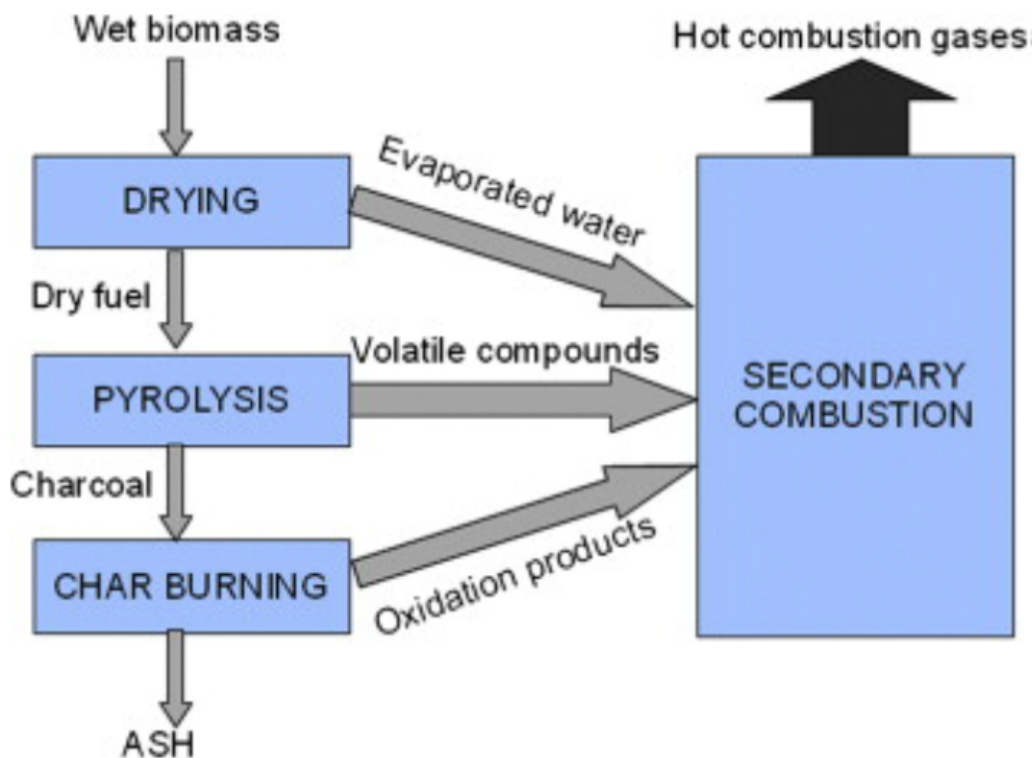 Wet biomass
Hot combustion gases
DRYING
Evaporated water
Dry fuel
Volatile compounds
PYROLYSIS
SECONDARY
COMBUSTION
Charcoal
CHAR BURNING
Oxidation products
ASH